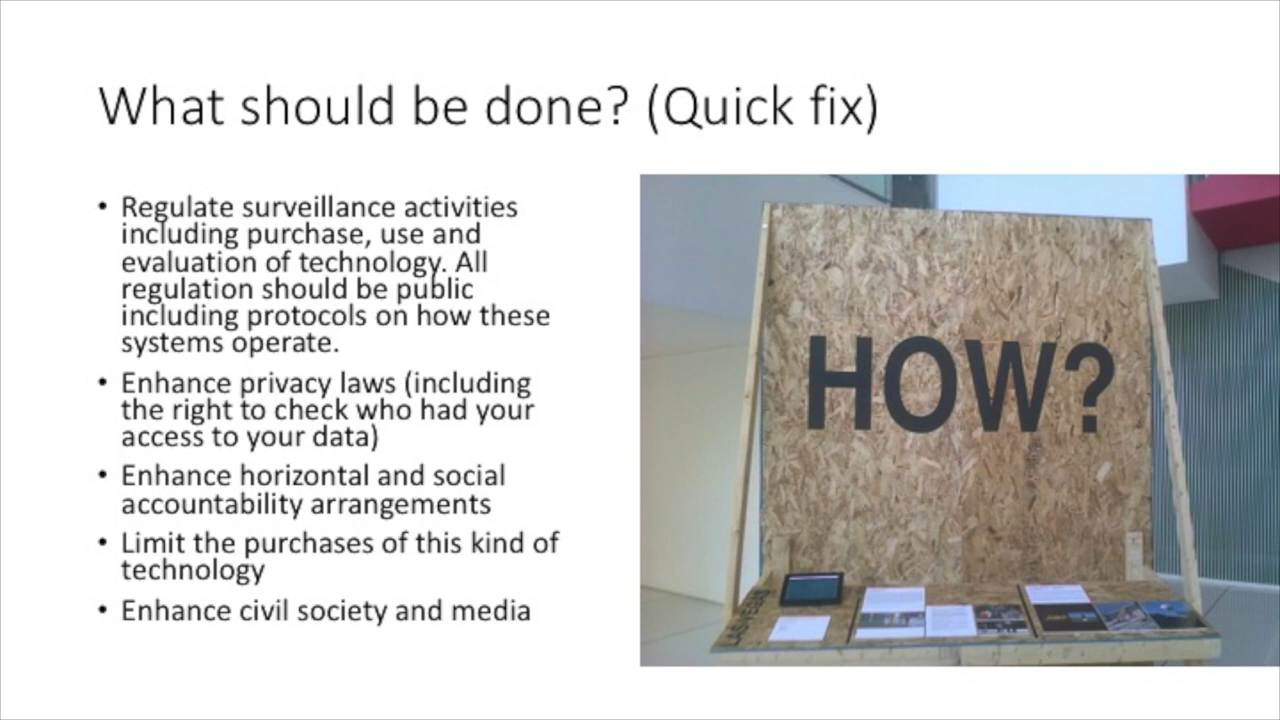 What should be done? (Quick fix)
• Regulate surveillance activities
including purchase, use and
evaluation of technology. All
regulation should be public
including protocols on how these
systems operate.
• Enhance privacy laws (including
the right to check who had your
access to your data)
• Enhance horizontal and social
accountability arrangements
• Limit the purchases of this kind of
technology
• Enhance civil society and media
HOW?